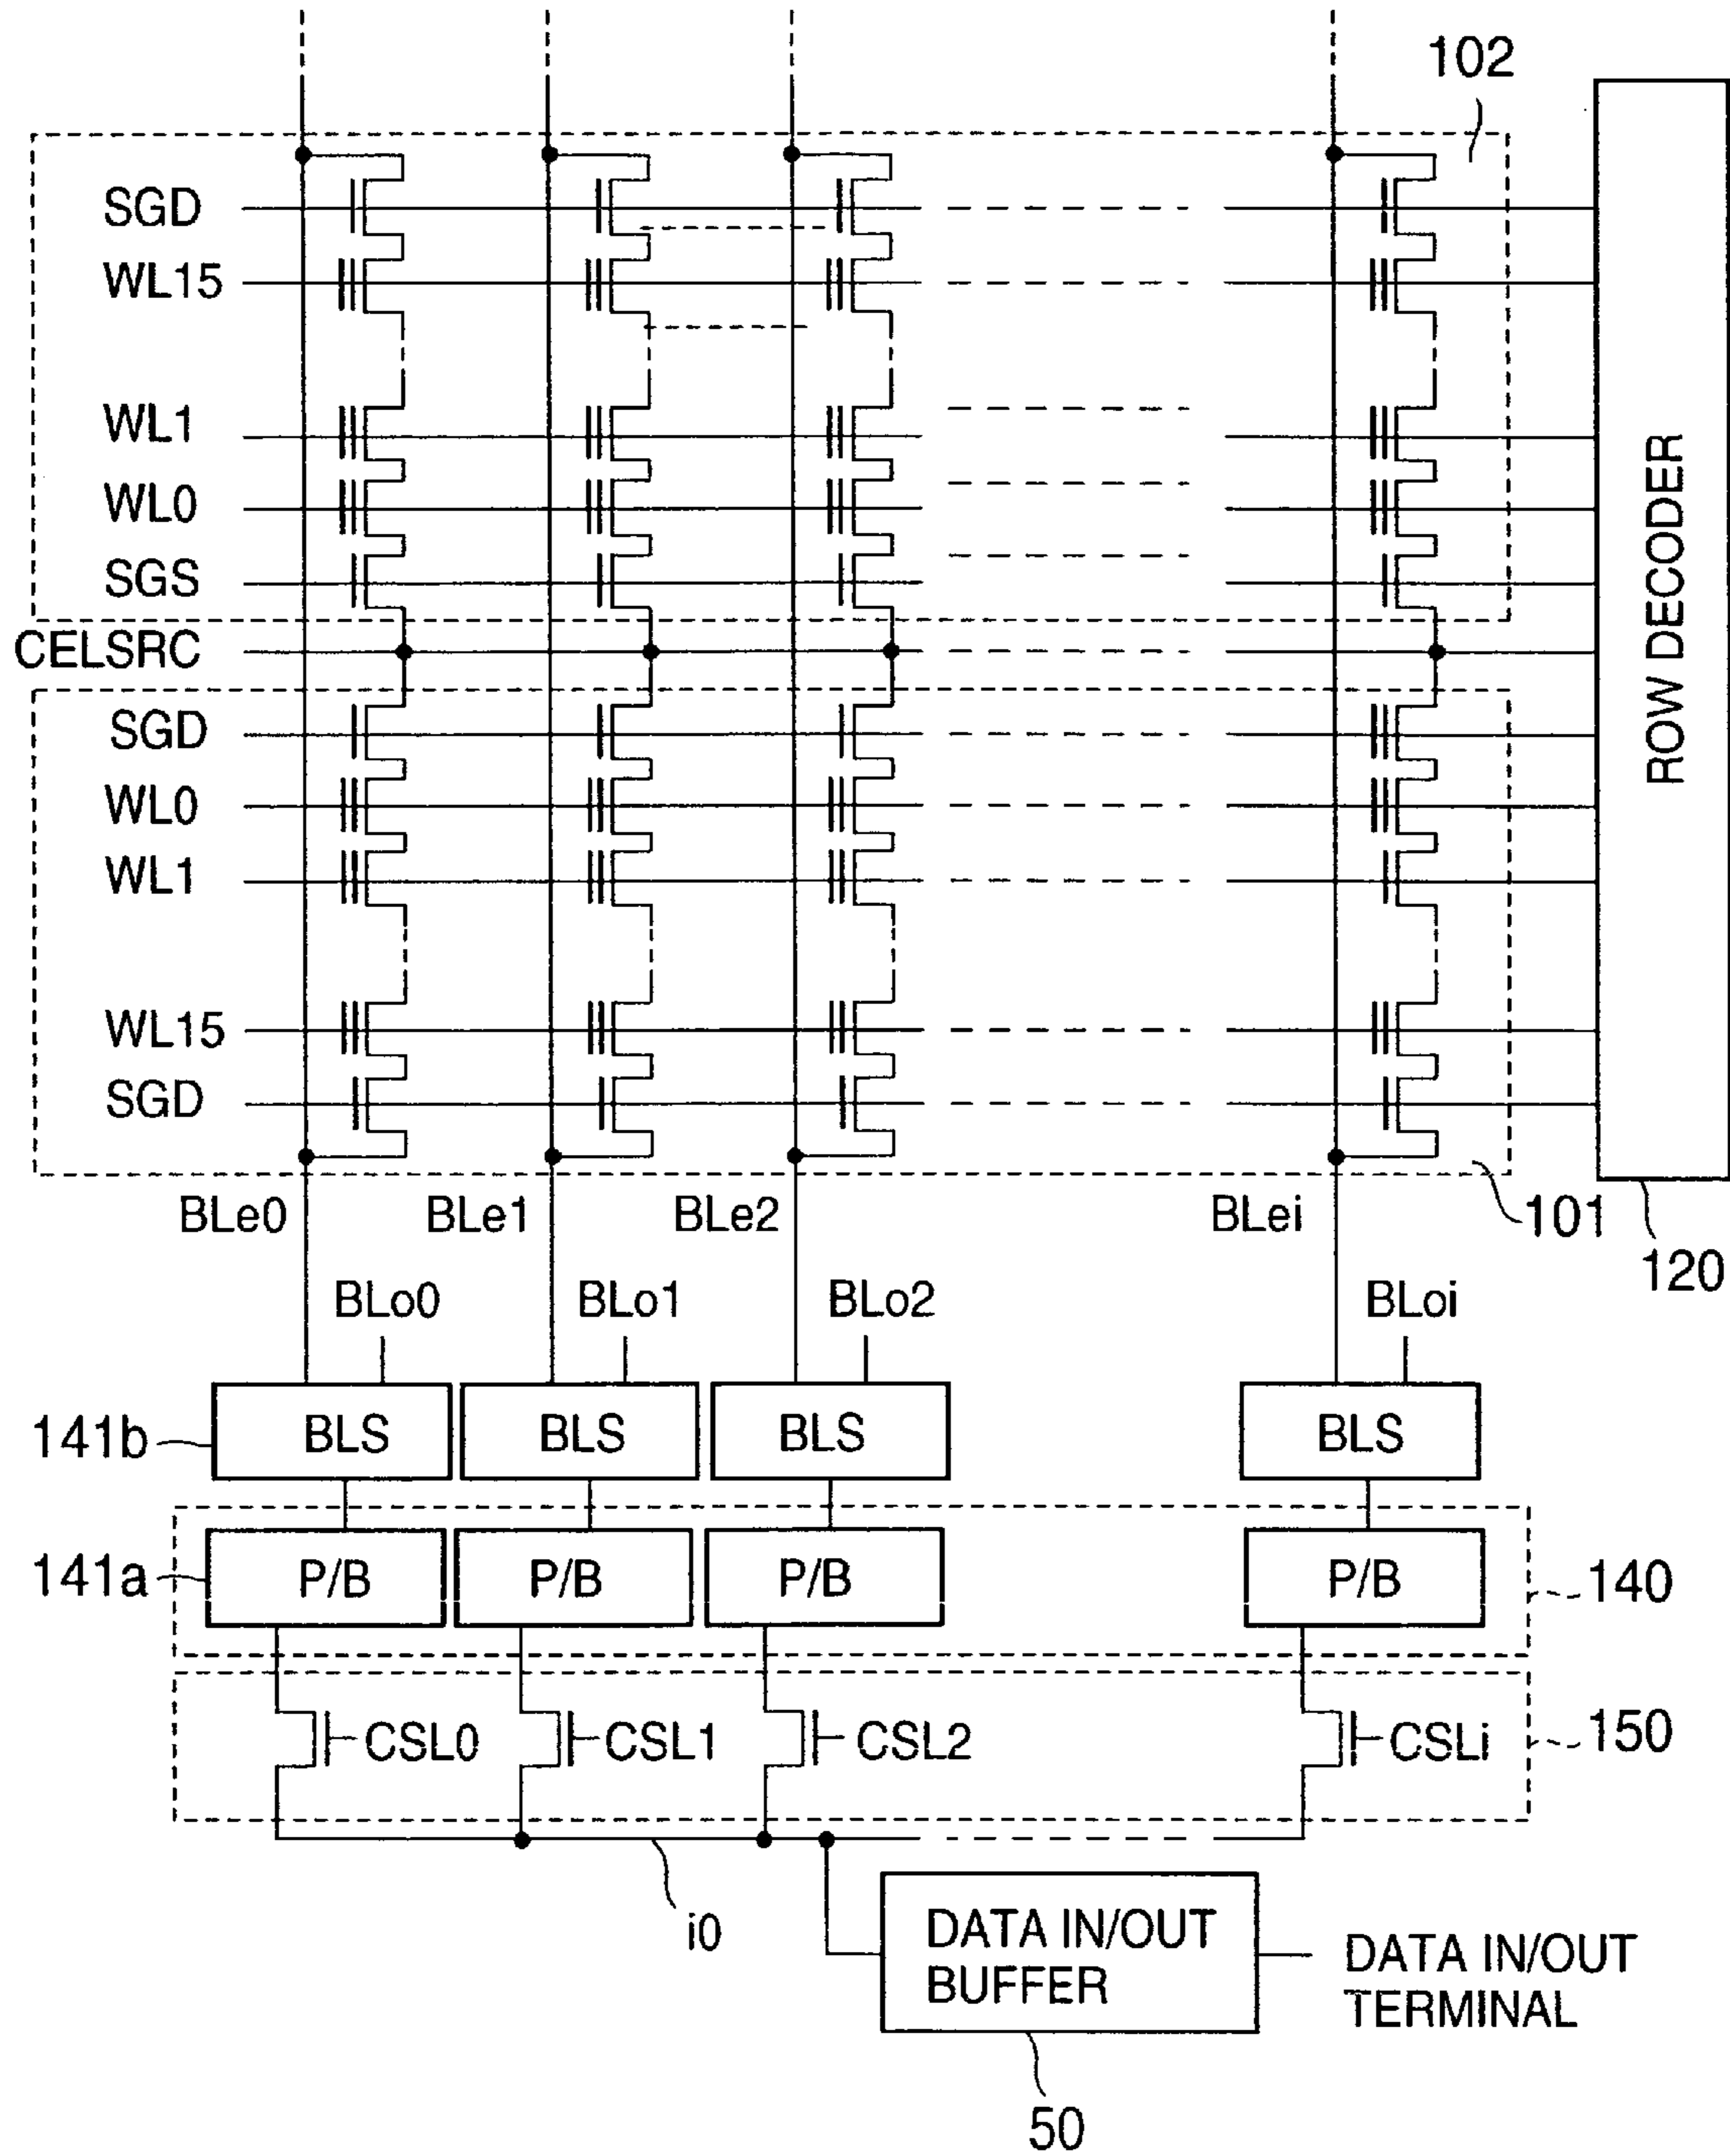 102
SGD
WL15
WL1
WL0
SGS
CELSRC
SGD
WL0
WL1
WL15
SGD
ROW DECODER
BLe0 BLe1 BLe2 BLei
101
120
BLo0 BLo1 BLo2 BLoi
141b BLS BLS BLS BLS
141a P/B P/B P/B P/B 140
CSL0 CSL1 CSL2 CSLi 150
i0
DATA IN/OUT
BUFFER
DATA IN/OUT
TERMINAL
50